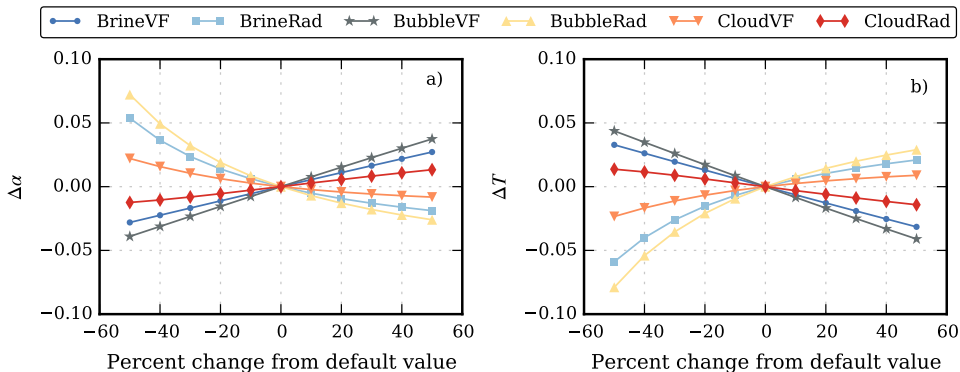 BrineVF BrineRad BubbleVF BubbleRad CloudVF CloudRad
a)
0.10
0.05
0.00
−0.05
−0.10
Δα
−60 −40 −20 0 20 40 60
Percent change from default value
b)
0.10
0.05
0.00
−0.05
−0.10
ΔT
−60 −40 −20 0 20 40 60
Percent change from default value